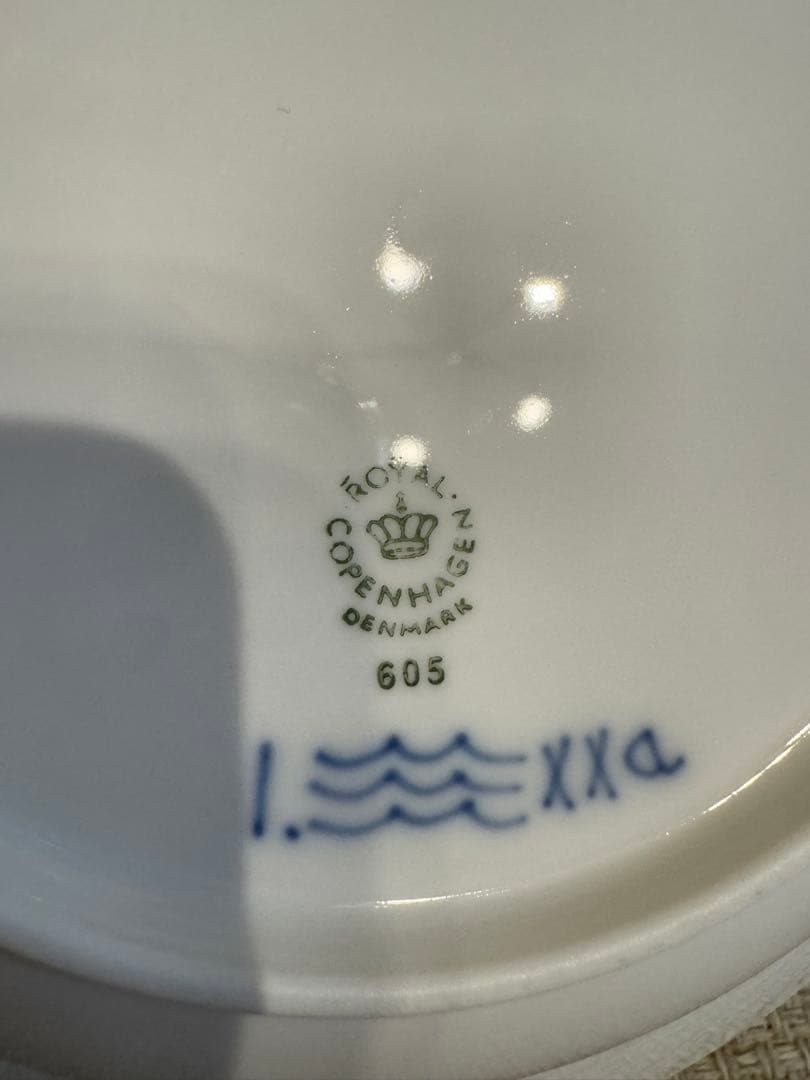 ROYAL
COPENHAGEN
DENMARK
605
1. XXa